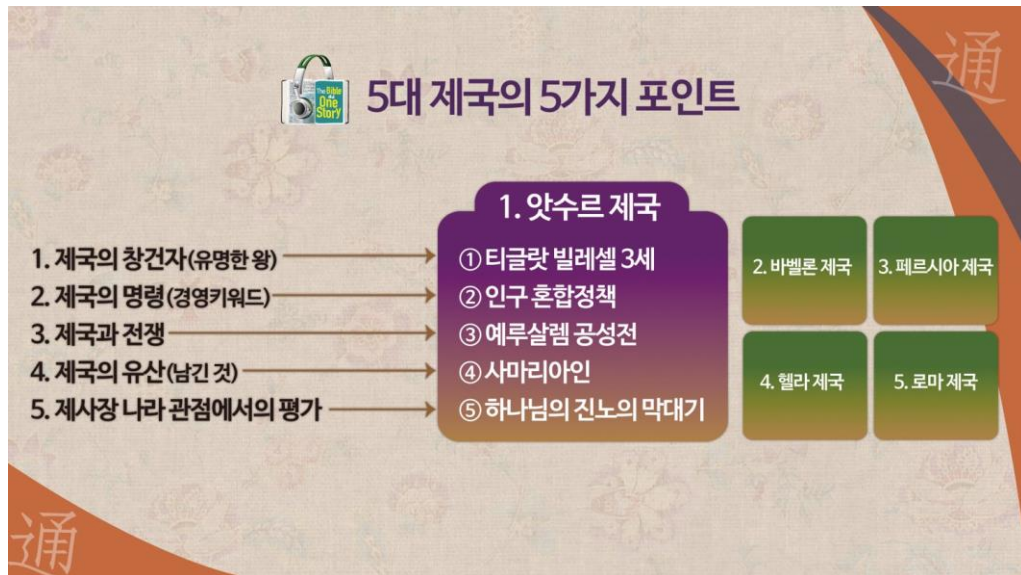 The Bible
One
Story
5대 제국의 5가지 포인트
通
1. 제국의 창건자(유명한 왕)
2. 제국의 명령(경영키워드)
3. 제국과 전쟁
4. 제국의 유산(남긴 것)
5. 제사장 나라 관점에서의 평가
1. 앗수르 제국
① 티글랏 빌레셀 3세
② 인구 혼합정책
③ 예루살렘 공성전
④ 사마리아인
⑤ 하나님의 진노의 막대기
2. 바벨론 제국
3. 페르시아 제국
4. 헬라 제국
5. 로마 제국
通